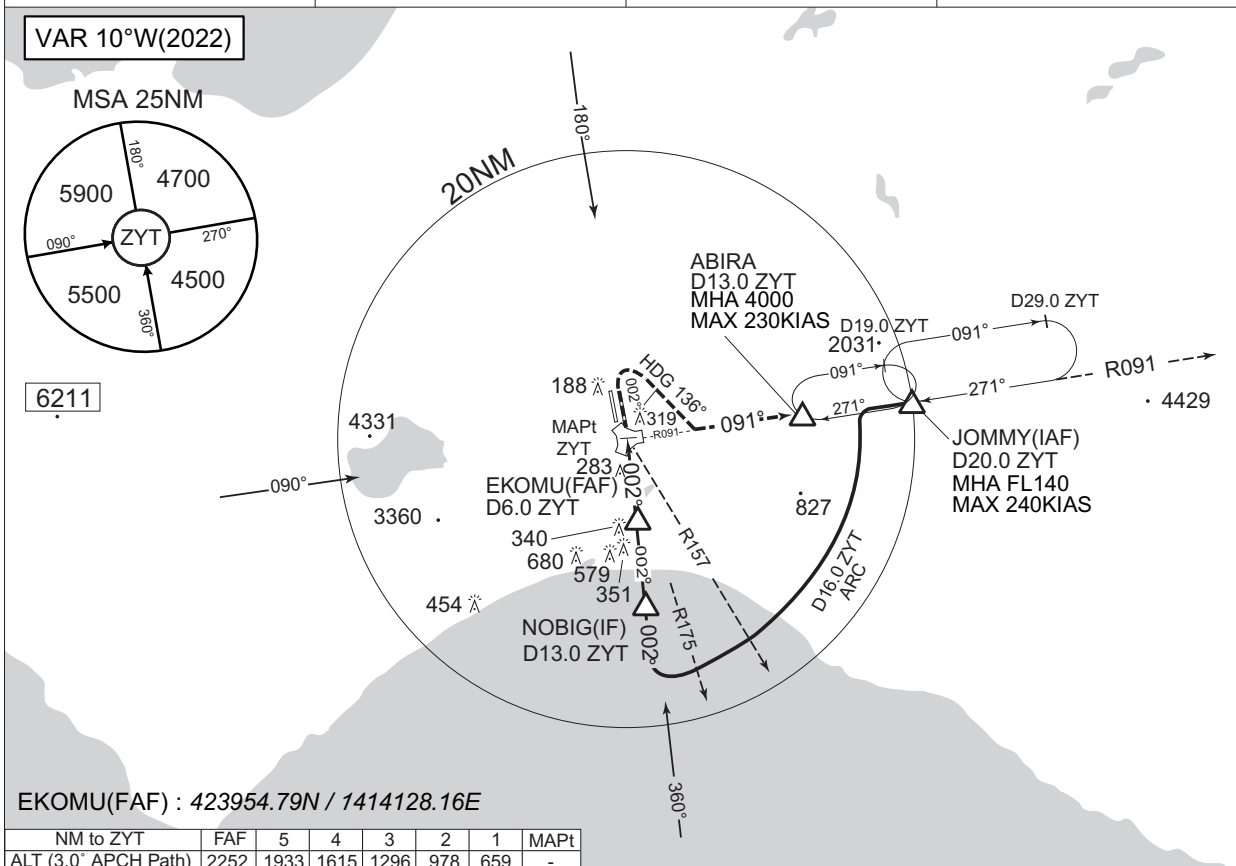 VAR 10°W(2022)
MSA 25NM
180°
5900
4700
ZYT
090°
270°
5500
4500
360°
6211
180°
20NM
ABIRA
D13.0 ZYT
MHA 4000
MAX 230KIAS
D19.0 ZYT
2031
D29.0 ZYT
091°
091°
R091
271°
271°
4429
188
002°
HDG 136°
319
091°
R091
MAPt
ZYT
4331
283
002°
090°
EKOMU(FAF)
D6.0 ZYT
JOMMY(IAF)
D20.0 ZYT
MHA FL140
MAX 240KIAS
827
3360
340
680
579
351
002°
R157
D16.0 ZYT
ARC
454
NOBIG(IF)
D13.0 ZYT
002°
R175
360°
EKOMU(FAF) : 423954.79N / 1414128.16E
NM to ZYT FAF 5 4 3 2 1 MAPt
ALT (3.0° APCH Path) 2252 1933 1615 1296 978 659 -